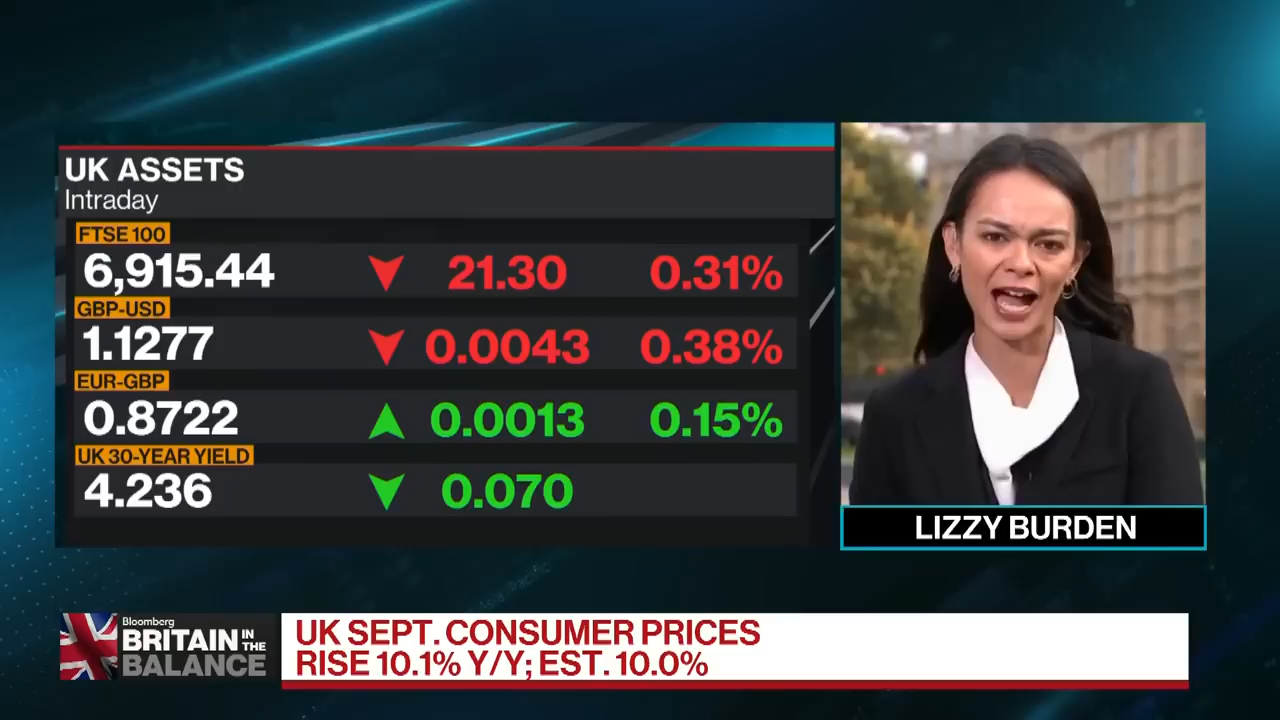 UK ASSETS
Intraday
FTSE 100
6,915.44 ▼ 21.30 0.31%
GBP-USD
1.1277 ▼ 0.0043 0.38%
EUR-GBP
0.8722 ▲ 0.0013 0.15%
UK 30-YEAR YIELD
4.236 ▼ 0.070
LIZZY BURDEN
Bloomberg
BRITAIN IN THE
BALANCE
UK SEPT. CONSUMER PRICES
RISE 10.1% Y/Y; EST. 10.0%